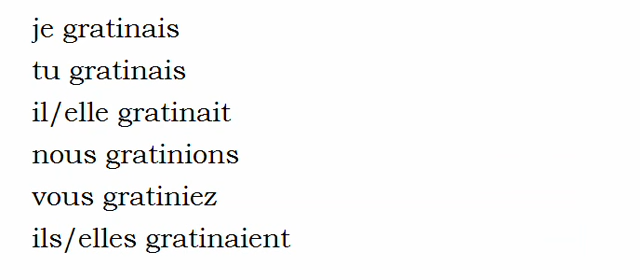 je gratinais
tu gratinais
il/elle gratinait
nous gratinions
vous gratiniez
ils/elles gratinaient